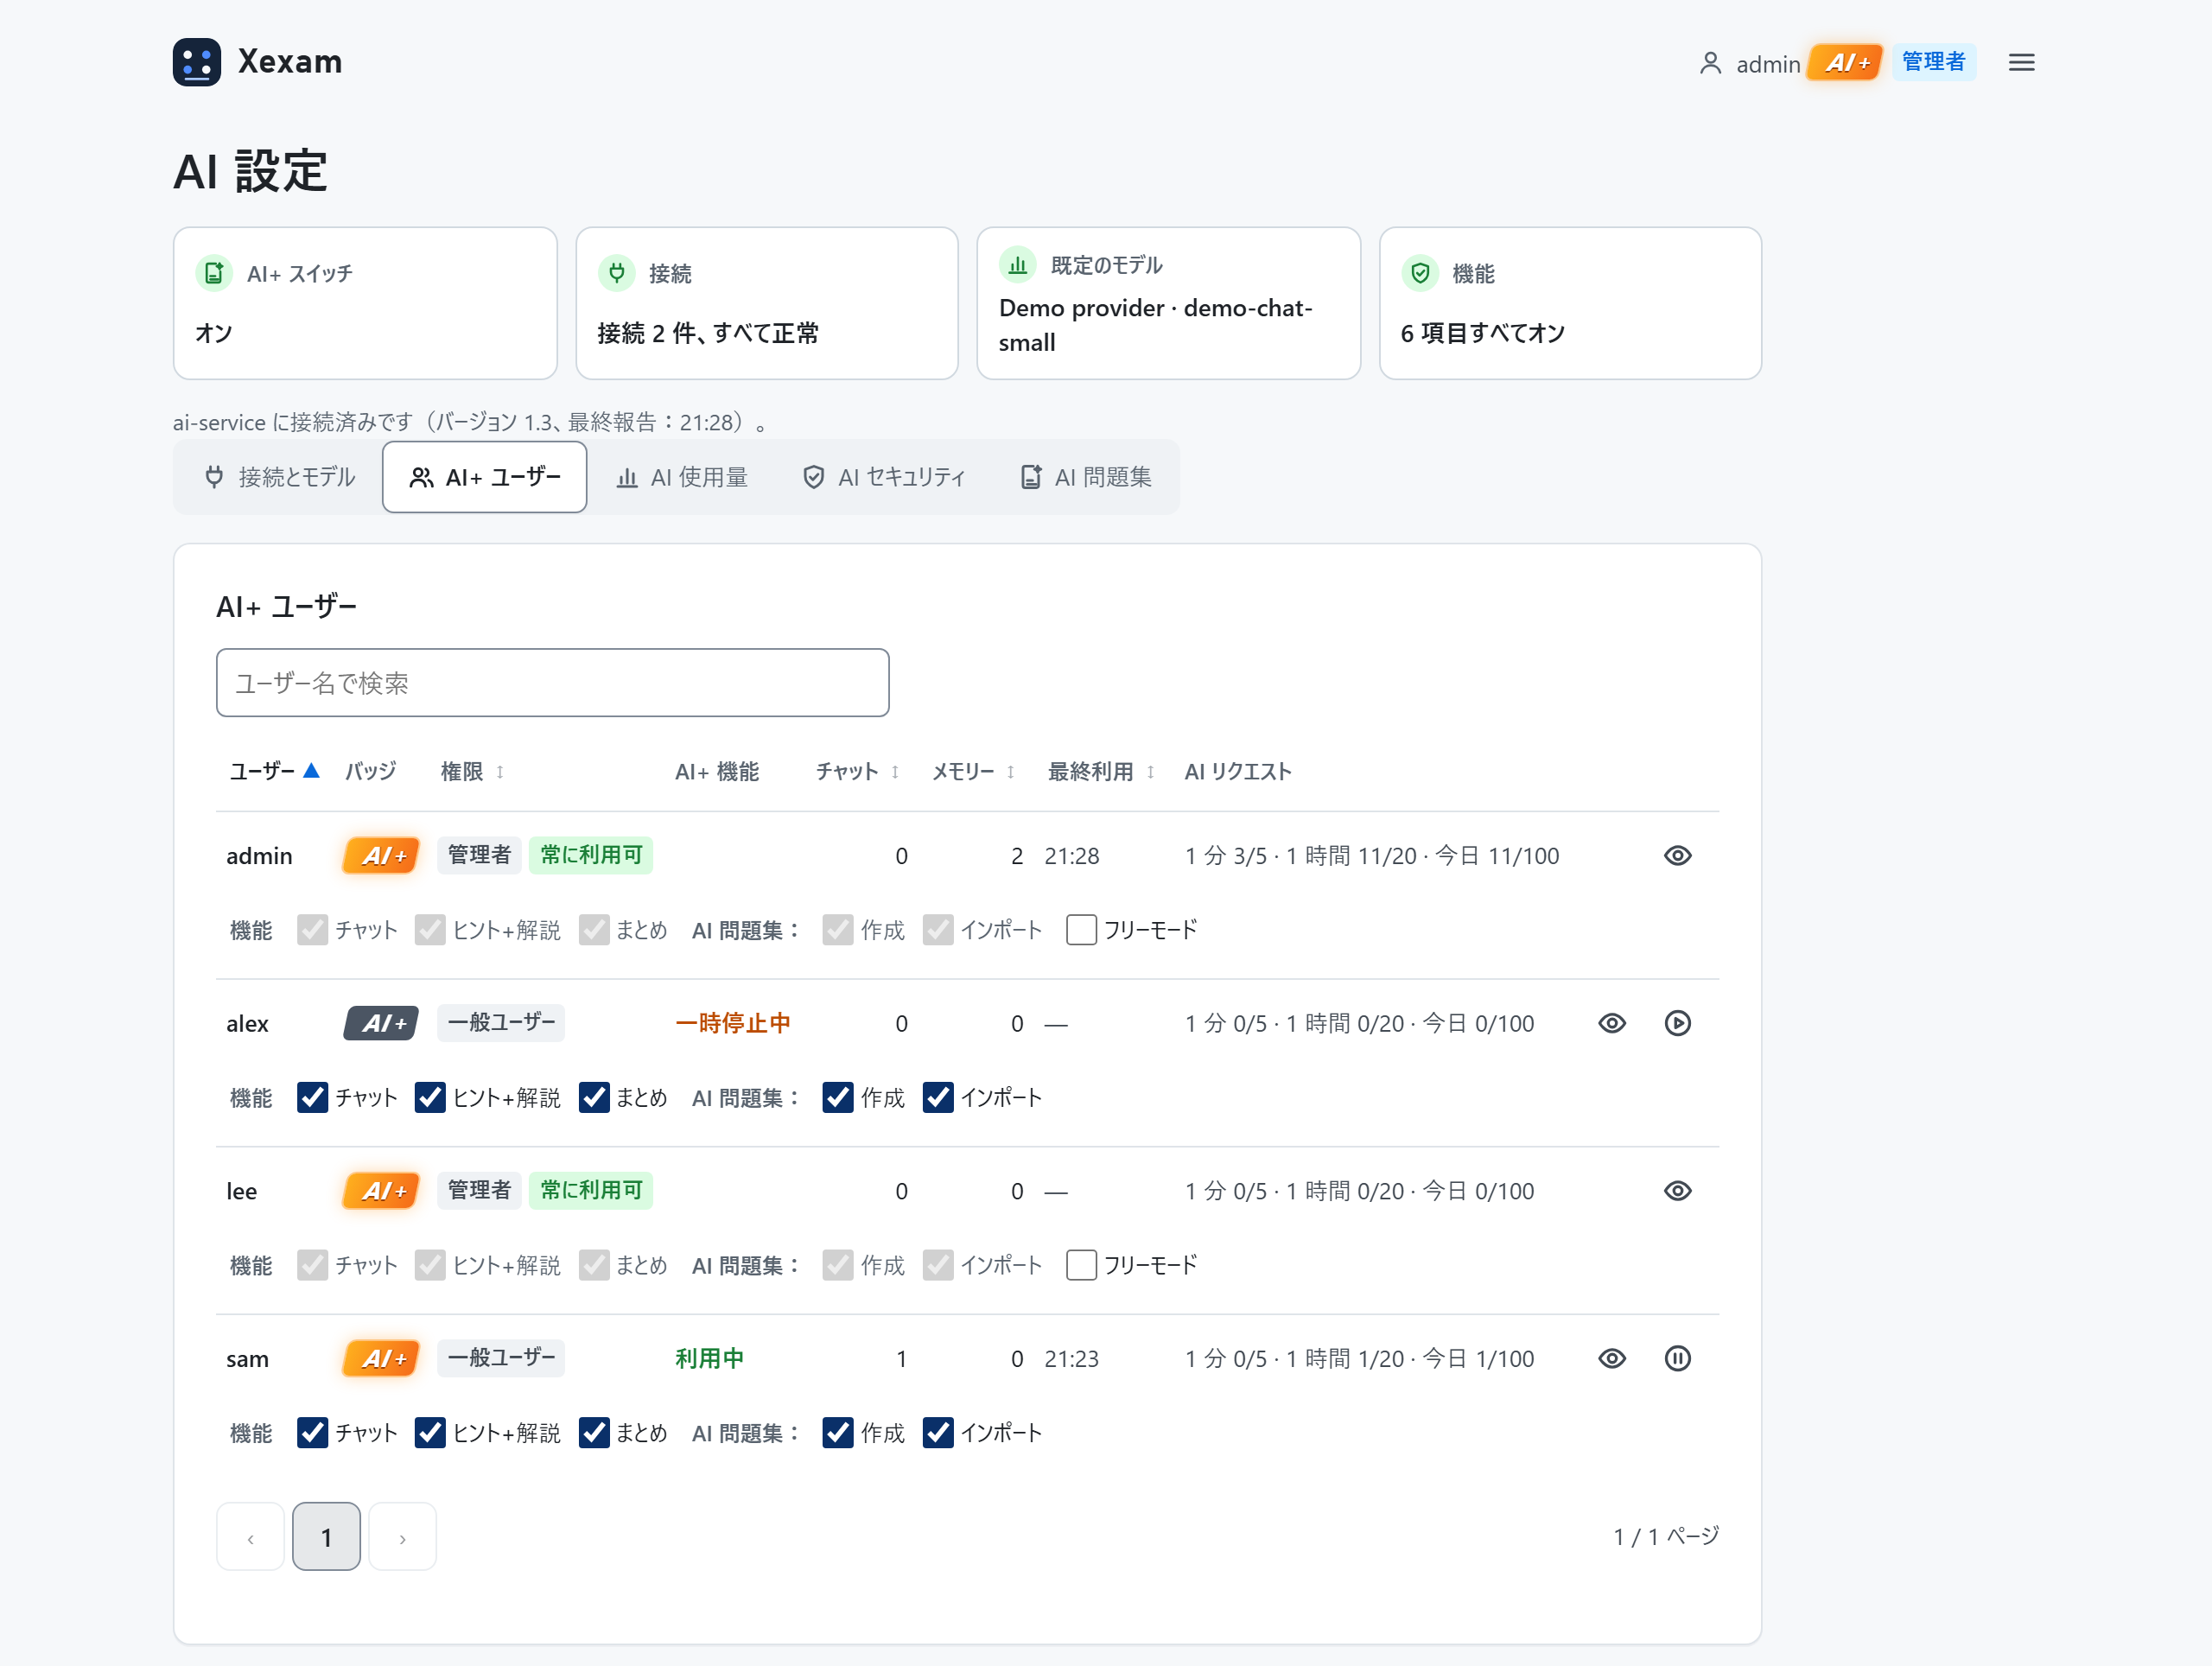 Xexam
admin AI+ 管理者
AI 設定
AI+ スイッチ
オン
接続
接続 2 件、すべて正常
既定のモデル
Demo provider · demo-chat-
small
機能
6 項目すべてオン
ai-service に接続済みです（バージョン 1.3、最終報告：21:28）。
接続とモデル AI+ ユーザー AI 使用量 AI セキュリティ AI 問題集
AI+ ユーザー
ユーザー名で検索
ユーザー ▲ バッジ 権限 ↕ AI+ 機能 チャット ↕ メモリー ↕ 最終利用 ↕ AI リクエスト
admin AI+ 管理者 常に利用可 0 2 21:28 1 分 3/5 · 1 時間 11/20 · 今日 11/100
機能 チャット ヒント+解説 まとめ AI 問題集： 作成 インポート フリーモード
alex AI+ 一般ユーザー 一時停止中 0 0 — 1 分 0/5 · 1 時間 0/20 · 今日 0/100
機能 チャット ヒント+解説 まとめ AI 問題集： 作成 インポート
lee AI+ 管理者 常に利用可 0 0 — 1 分 0/5 · 1 時間 0/20 · 今日 0/100
機能 チャット ヒント+解説 まとめ AI 問題集： 作成 インポート フリーモード
sam AI+ 一般ユーザー 利用中 1 0 21:23 1 分 0/5 · 1 時間 1/20 · 今日 1/100
機能 チャット ヒント+解説 まとめ AI 問題集： 作成 インポート
‹ 1 › 1 / 1 ページ